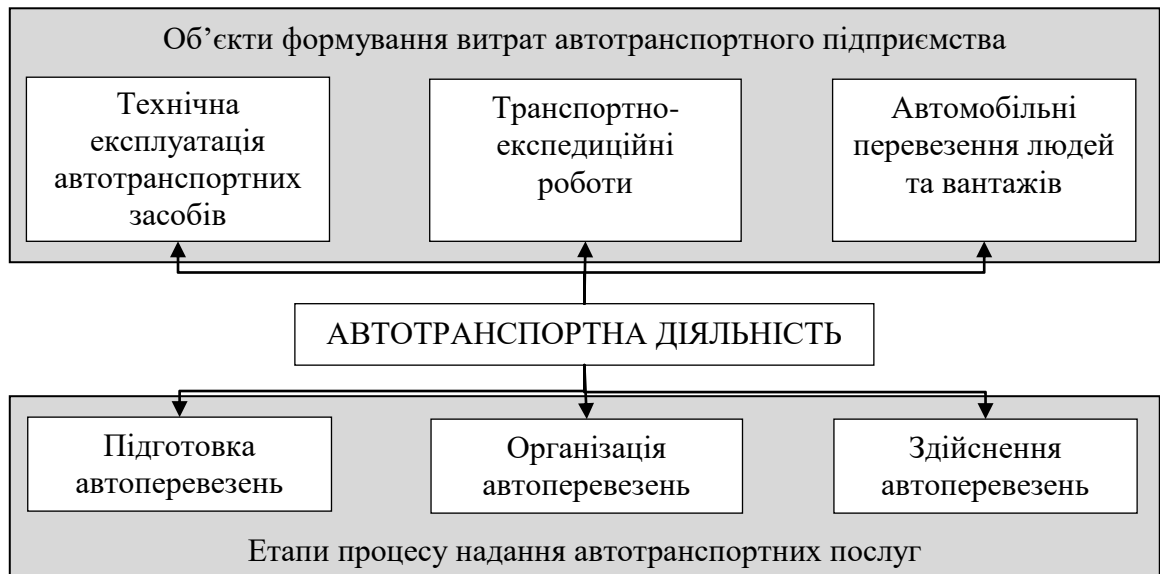 Об’єкти формування витрат автотранспортного підприємства
Технічна
експлуатація
автотранспортних
засобів
Транспортно-
експедиційні
роботи
Автомобільні
перевезення людей
та вантажів
АВТОТРАНСПОРТНА ДІЯЛЬНІСТЬ
Підготовка
автоперевезень
Організація
автоперевезень
Здійснення
автоперевезень
Етапи процесу надання автотранспортних послуг